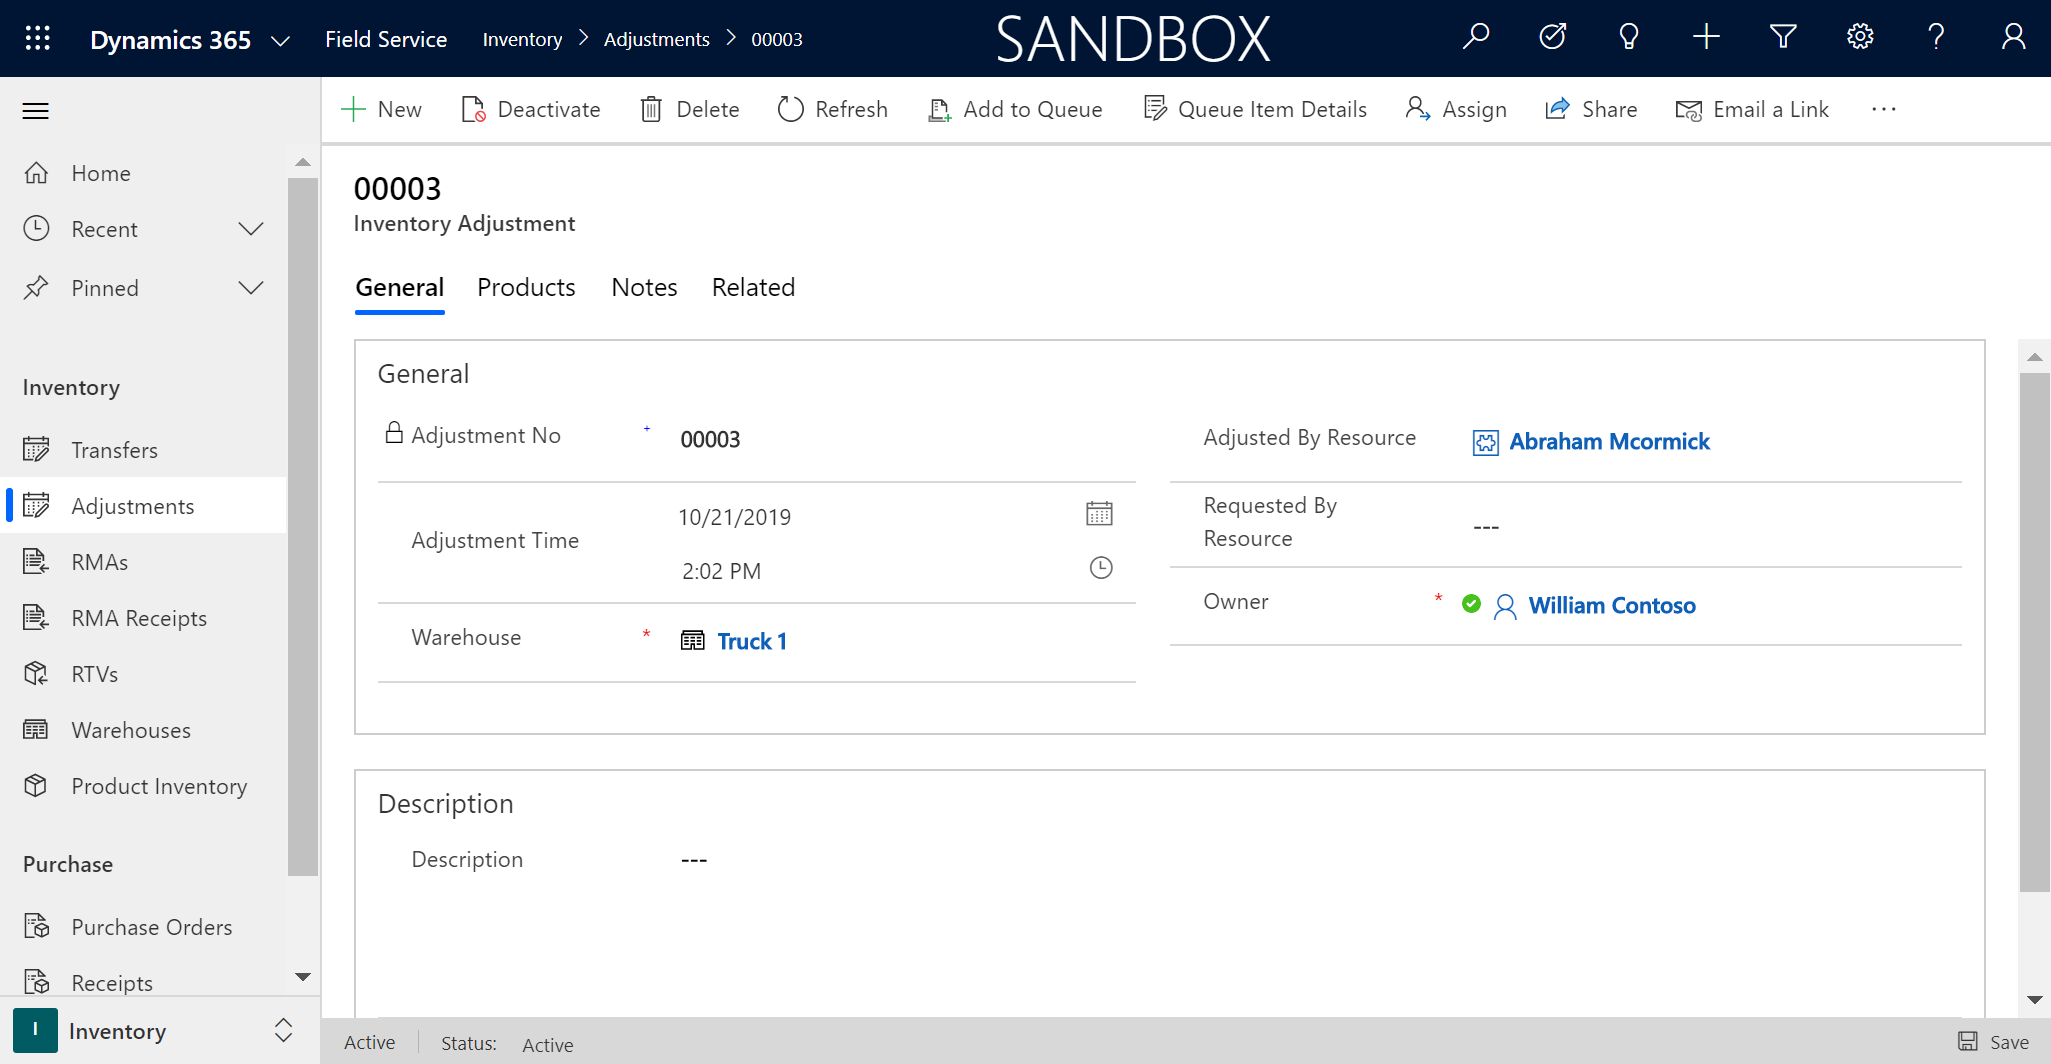 Dynamics 365 Field Service Inventory > Adjustments > 00003 SANDBOX
New Deactivate Delete Refresh Add to Queue Queue Item Details Assign Share Email a Link ...
Home
Recent
Pinned
Inventory
Transfers
Adjustments
RMAs
RMA Receipts
RTVs
Warehouses
Product Inventory
Purchase
Purchase Orders
Receipts
I Inventory
00003
Inventory Adjustment
General Products Notes Related
General
Adjustment No + 00003
Adjustment Time 10/21/2019
2:02 PM
Warehouse * Truck 1
Adjusted By Resource Abraham Mcormick
Requested By
Resource ---
Owner * William Contoso
Description
Description ---
Active Status: Active Save